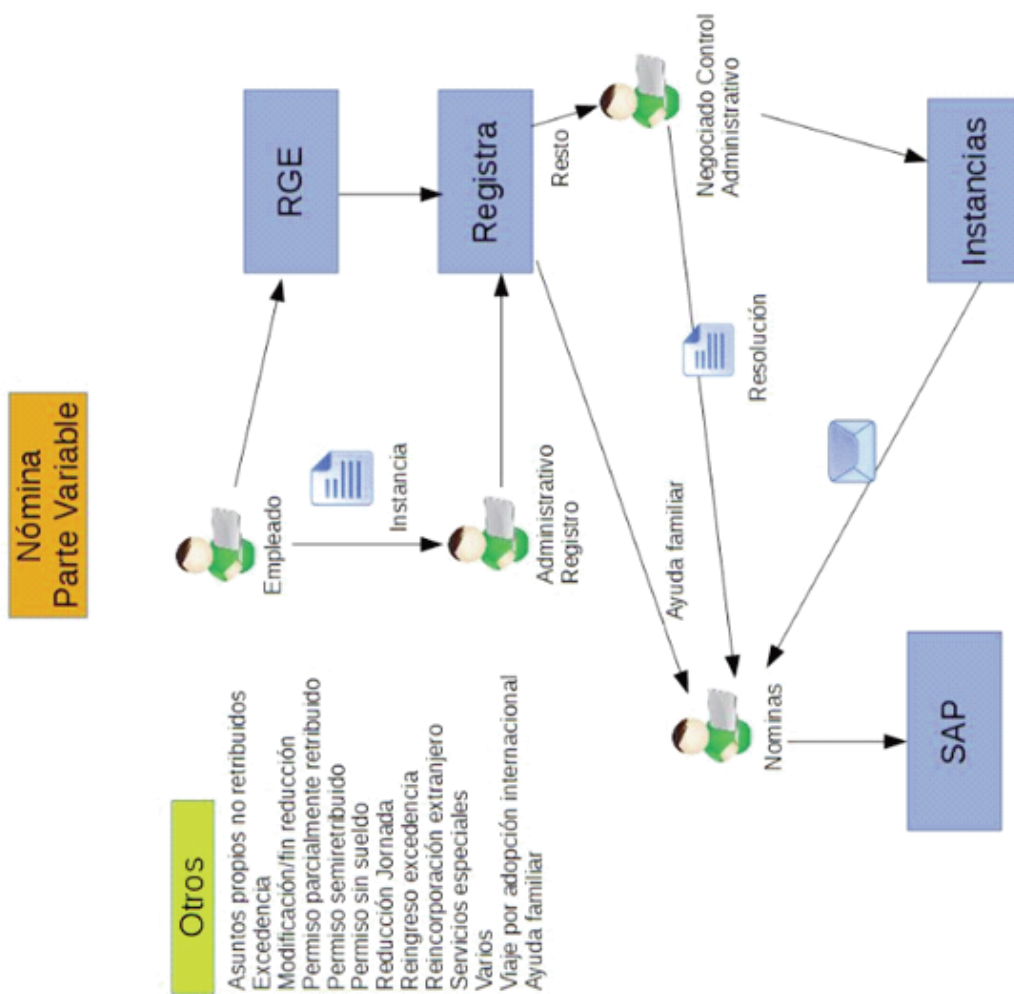 Nómina
Parte Variable
Otros
Asuntos propios no retribuidos
Excedencia
Modificación/fin reducción
Permiso parcialmente retribuido
Permiso semiretribuido
Permiso sin sueldo
Reducción Jornada
Reingreso excedencia
Reincorporación extranjero
Servicios especiales
Varios
Viaje por adopción internacional
Ayuda familiar
Empleado
RGE
Instancia
Administrativo
Registro
Registra
Resto
Ayuda familiar
Negociado Control
Administrativo
Resolución
Nominas
SAP
Instancias